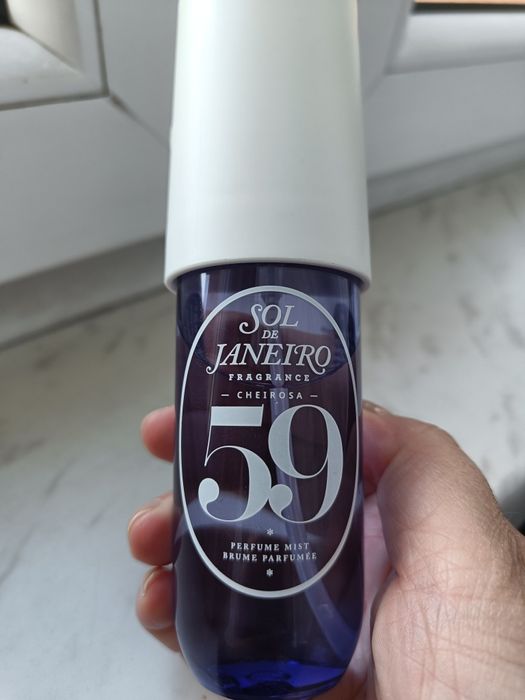 SOL
DE
JANEIRO
FRAGRANCE
— CHEIROSA —
59
PERFUME MIST
BRUME PARFUMÉE